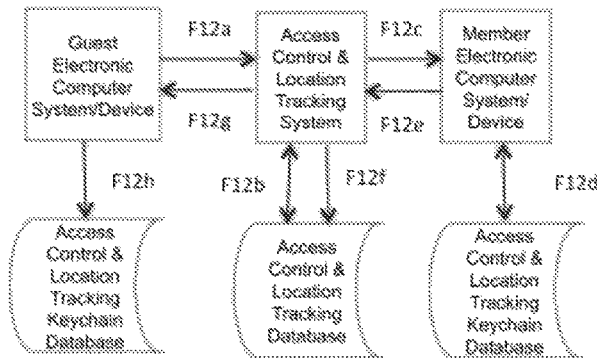 F12a
F12c
Guest
Electronic
Computer
System/Device
Access
Control &
Location
Tracking
System
Member
Electronic
Computer
System/
Device
F12g
F12e
F12h
F12b
F12f
F12d
Access
Control &
Location
Tracking
Keychain
Database
Access
Control &
Location
Tracking
Database
Access
Control &
Location
Tracking
Keychain
Database